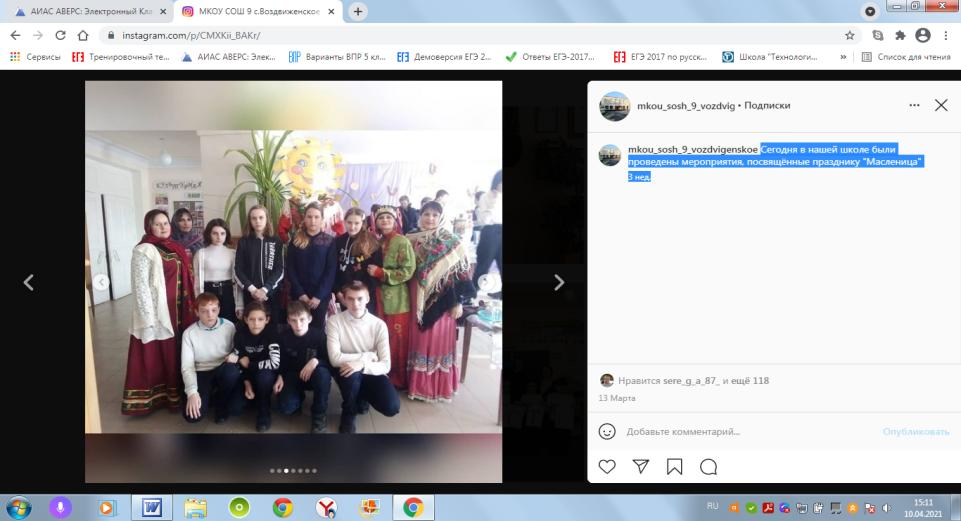 АИАС АВЕРС: Электронный Кла
МКОУ СОШ 9 с.Воздвиженское
instagram.com/p/CMXKii_BAKr/
Сервисы
Тренировочный те...
АИАС АВЕРС: Элек...
Варианты ВПР 5 кл...
Демоверсия ЕГЭ 2...
Ответы ЕГЭ-2017...
ЕГЭ 2017 по русск...
Школа "Технологи...
»
Список для чтения
mkou_sosh_9_vozdvig • Подписки
mkou_sosh_9_vozdvigenskoe Сегодня в нашей школе были
проведены мероприятия, посвящённые празднику "Масленица"
3 нед.
Нравится sere_g_a_87_ и ещё 118
13 Марта
Добавьте комментарий...
Опубликовать
RU
15:11
10.04.2021